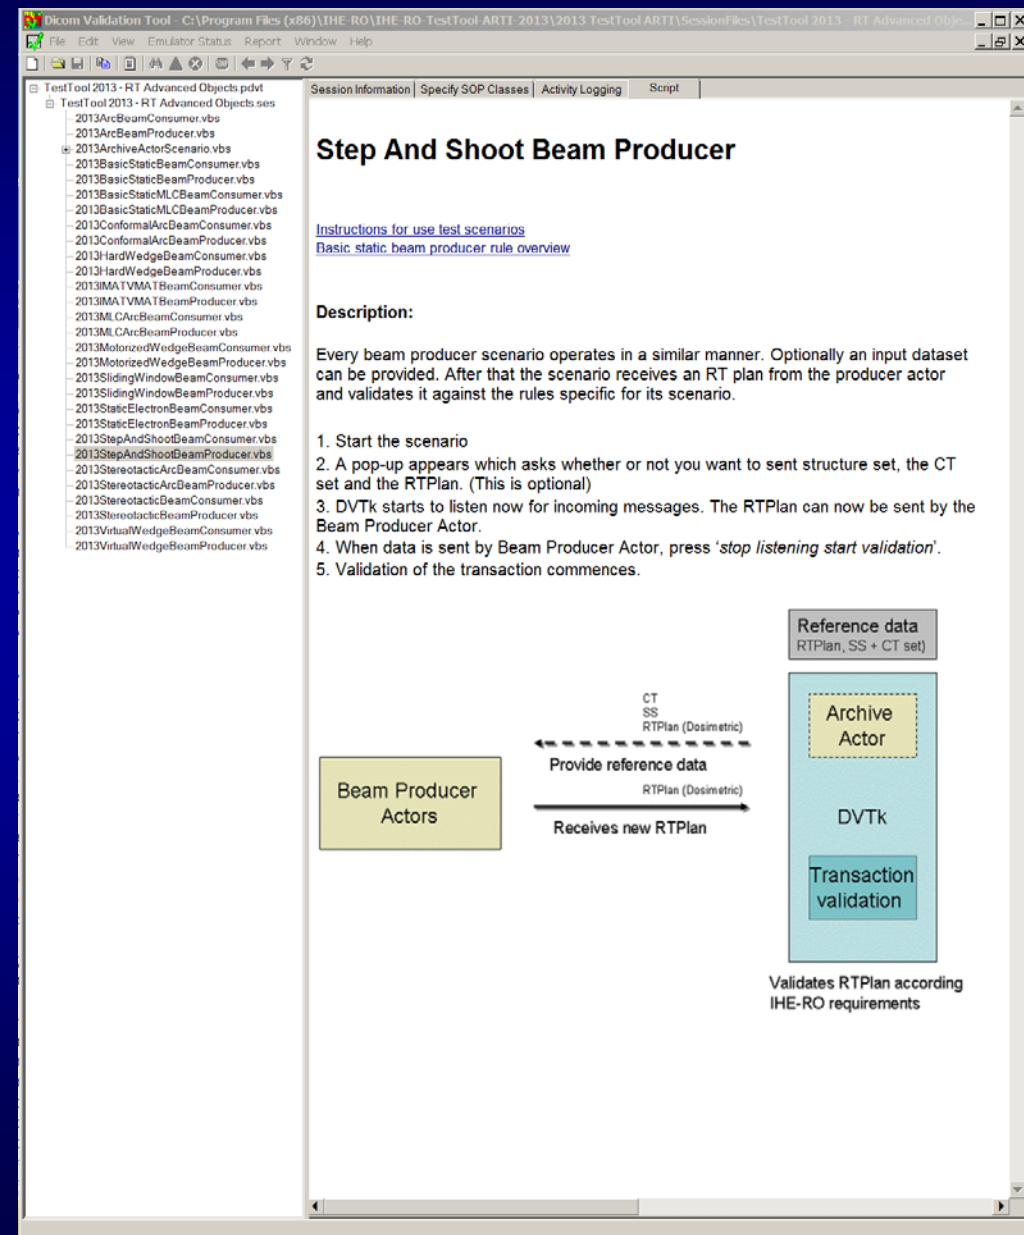 Dicom Validation Tool - C:\Program Files (x86)\IHE-RO\IHE-RO-TestTool-ARTI-2013\2013 TestTool ARTI\SessionFiles\TestTool 2013 - RT Advanced Obje...
File Edit View Emulator Status Report Window Help
TestTool 2013 - RT Advanced Objects.pdvt
TestTool 2013 - RT Advanced Objects.ses
2013ArcBeamConsumer.vbs
2013ArcBeamProducer.vbs
2013ArchiveActorScenario.vbs
2013BasicStaticBeamConsumer.vbs
2013BasicStaticBeamProducer.vbs
2013BasicStaticMLCBeamConsumer.vbs
2013BasicStaticMLCBeamProducer.vbs
2013ConformalArcBeamConsumer.vbs
2013ConformalArcBeamProducer.vbs
2013HardWedgeBeamConsumer.vbs
2013HardWedgeBeamProducer.vbs
2013IMATVMATBeamConsumer.vbs
2013IMATVMATBeamProducer.vbs
2013MLCArcBeamConsumer.vbs
2013MLCArcBeamProducer.vbs
2013MotorizedWedgeBeamConsumer.vbs
2013MotorizedWedgeBeamProducer.vbs
2013SlidingWindowBeamConsumer.vbs
2013SlidingWindowBeamProducer.vbs
2013StaticElectronBeamConsumer.vbs
2013StaticElectronBeamProducer.vbs
2013StepAndShootBeamConsumer.vbs
2013StepAndShootBeamProducer.vbs
2013StereotacticArcBeamConsumer.vbs
2013StereotacticArcBeamProducer.vbs
2013StereotacticBeamConsumer.vbs
2013StereotacticBeamProducer.vbs
2013VirtualWedgeBeamConsumer.vbs
2013VirtualWedgeBeamProducer.vbs
Session Information Specify SOP Classes Activity Logging Script
Step And Shoot Beam Producer
Instructions for use test scenarios
Basic static beam producer rule overview
Description:
Every beam producer scenario operates in a similar manner. Optionally an input dataset
can be provided. After that the scenario receives an RT plan from the producer actor
and validates it against the rules specific for its scenario.
1. Start the scenario
2. A pop-up appears which asks whether or not you want to sent structure set, the CT
set and the RTPlan. (This is optional)
3. DVTk starts to listen now for incoming messages. The RTPlan can now be sent by the
Beam Producer Actor.
4. When data is sent by Beam Producer Actor, press ‘stop listening start validation’.
5. Validation of the transaction commences.
Reference data
RTPlan, SS + CT set)
CT
SS
RTPlan (Dosimetric)
Provide reference data
RTPlan (Dosimetric)
Receives new RTPlan
Beam Producer
Actors
Archive
Actor
DVTk
Transaction
validation
Validates RTPlan according
IHE-RO requirements